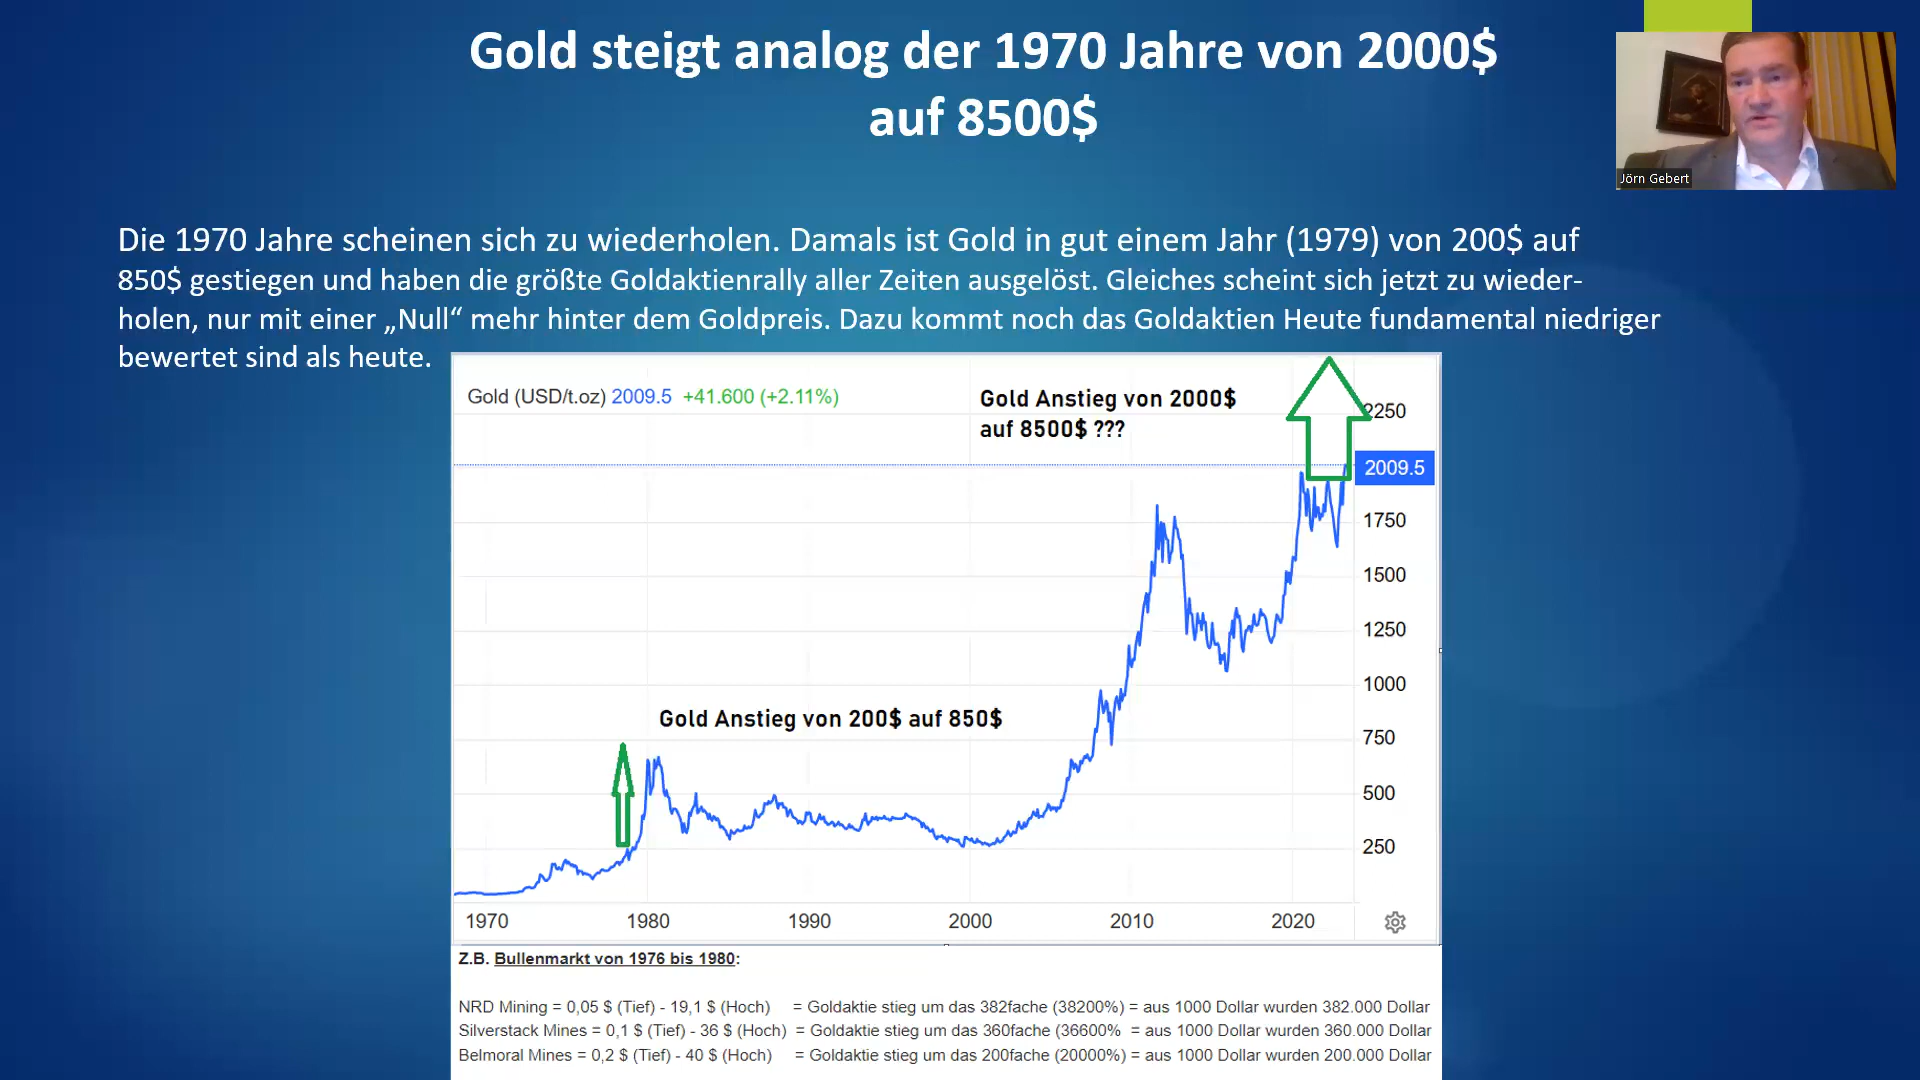 Gold steigt analog der 1970 Jahre von 2000$
auf 8500$
Jörn Gebert
Die 1970 Jahre scheinen sich zu wiederholen. Damals ist Gold in gut einem Jahr (1979) von 200$ auf
850$ gestiegen und haben die größte Goldaktienrally aller Zeiten ausgelöst. Gleiches scheint sich jetzt zu wieder-
holen, nur mit einer „Null“ mehr hinter dem Goldpreis. Dazu kommt noch das Goldaktien Heute fundamental niedriger
bewertet sind als heute.
Gold (USD/t.oz) 2009.5 +41.600 (+2.11%)
Gold Anstieg von 2000$
auf 8500$ ???
2250
2009.5
1750
1500
1250
1000
Gold Anstieg von 200$ auf 850$
750
500
250
1970 1980 1990 2000 2010 2020
Z.B. Bullenmarkt von 1976 bis 1980:
NRD Mining = 0,05 $ (Tief) - 19,1 $ (Hoch) = Goldaktie stieg um das 382fache (38200%) = aus 1000 Dollar wurden 382.000 Dollar
Silverstack Mines = 0,1 $ (Tief) - 36 $ (Hoch) = Goldaktie stieg um das 360fache (36600% = aus 1000 Dollar wurden 360.000 Dollar
Belmoral Mines = 0,2 $ (Tief) - 40 $ (Hoch) = Goldaktie stieg um das 200fache (20000%) = aus 1000 Dollar wurden 200.000 Dollar